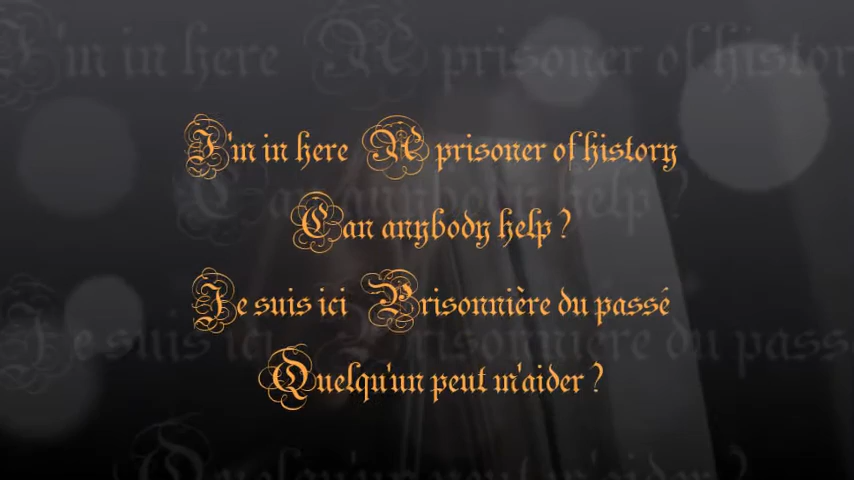 I'm in here A prisoner of history
Can anybody help ?
Je suis ici Prisonnière du passé
Quelqu'un peut m'aider ?